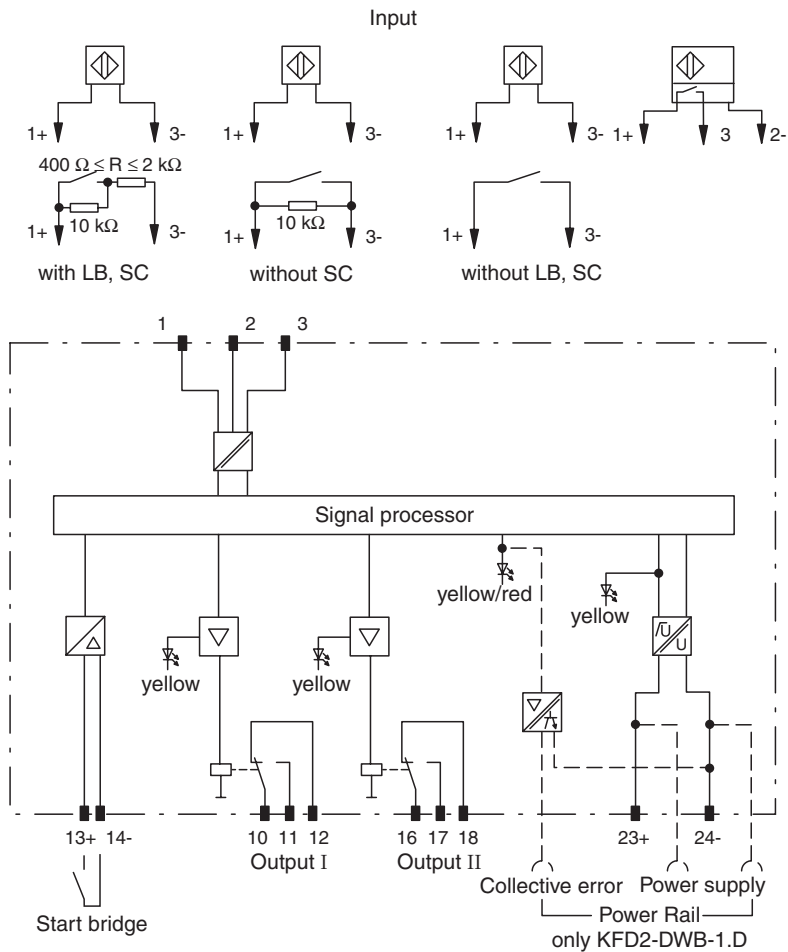 Input
1+ 3- 1+ 3- 1+ 3- 1+ 3 2-
400 Ω ≤ R ≤ 2 kΩ
10 kΩ 10 kΩ
1+ 3- 1+ 3- 1+ 3-
with LB, SC without SC without LB, SC
1 2 3
Signal processor
yellow/red yellow
U U
yellow yellow
13+ 14- 10 11 12 16 17 18 23+ 24-
Output I Output II
Collective error Power supply
Start bridge Power Rail
only KFD2-DWB-1.D